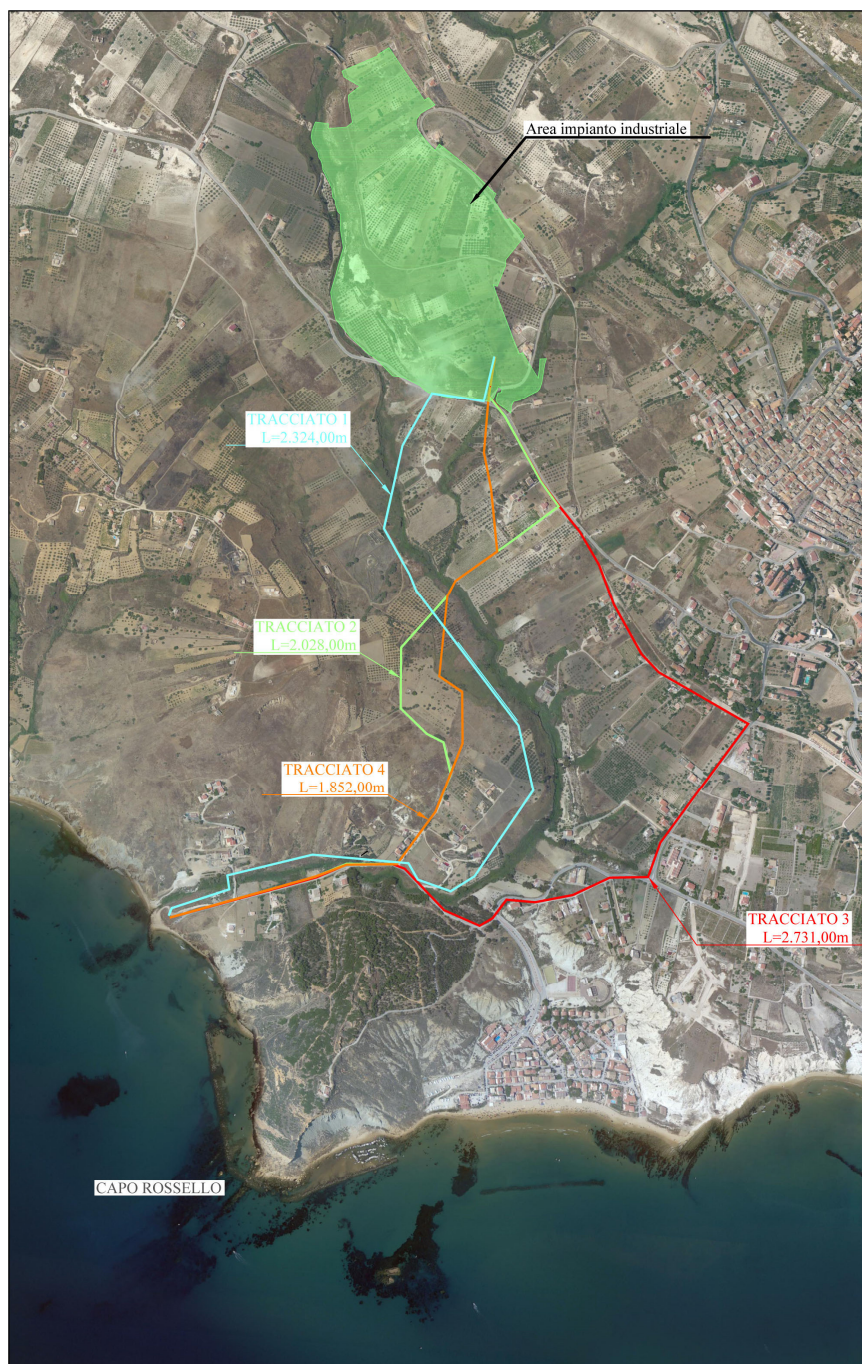 Area impianto industriale
TRACCIATO 1
L=2.324,00m
TRACCIATO 2
L=2.028,00m
TRACCIATO 4
L=1.852,00m
TRACCIATO 3
L=2.731,00m
CAPO ROSSELLO